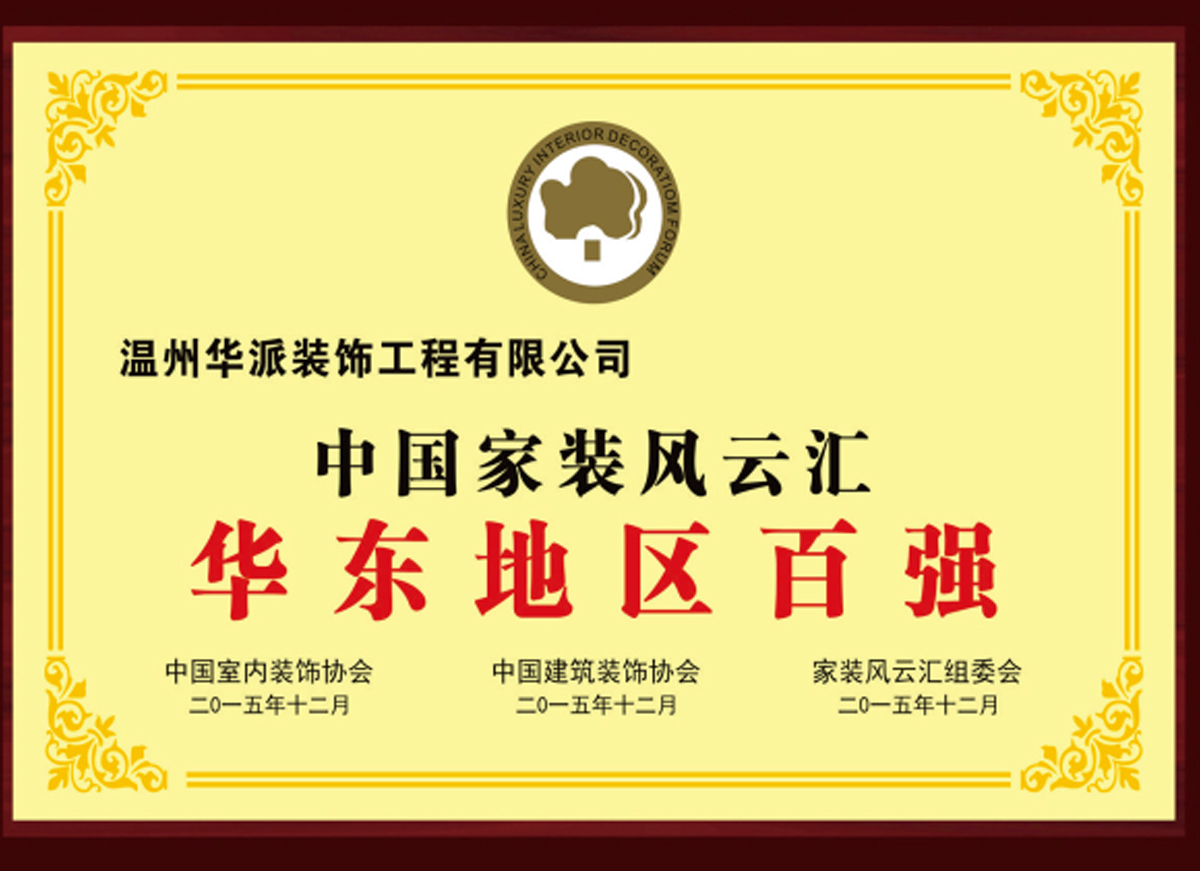 CHINA LUXURY INTERIOR DECORATIOM FORUM
温州华派装饰工程有限公司
中国家装风云汇
华东地区百强
中国室内装饰协会
二0一五年十二月
中国建筑装饰协会
二0一五年十二月
家装风云汇组委会
二0一五年十二月